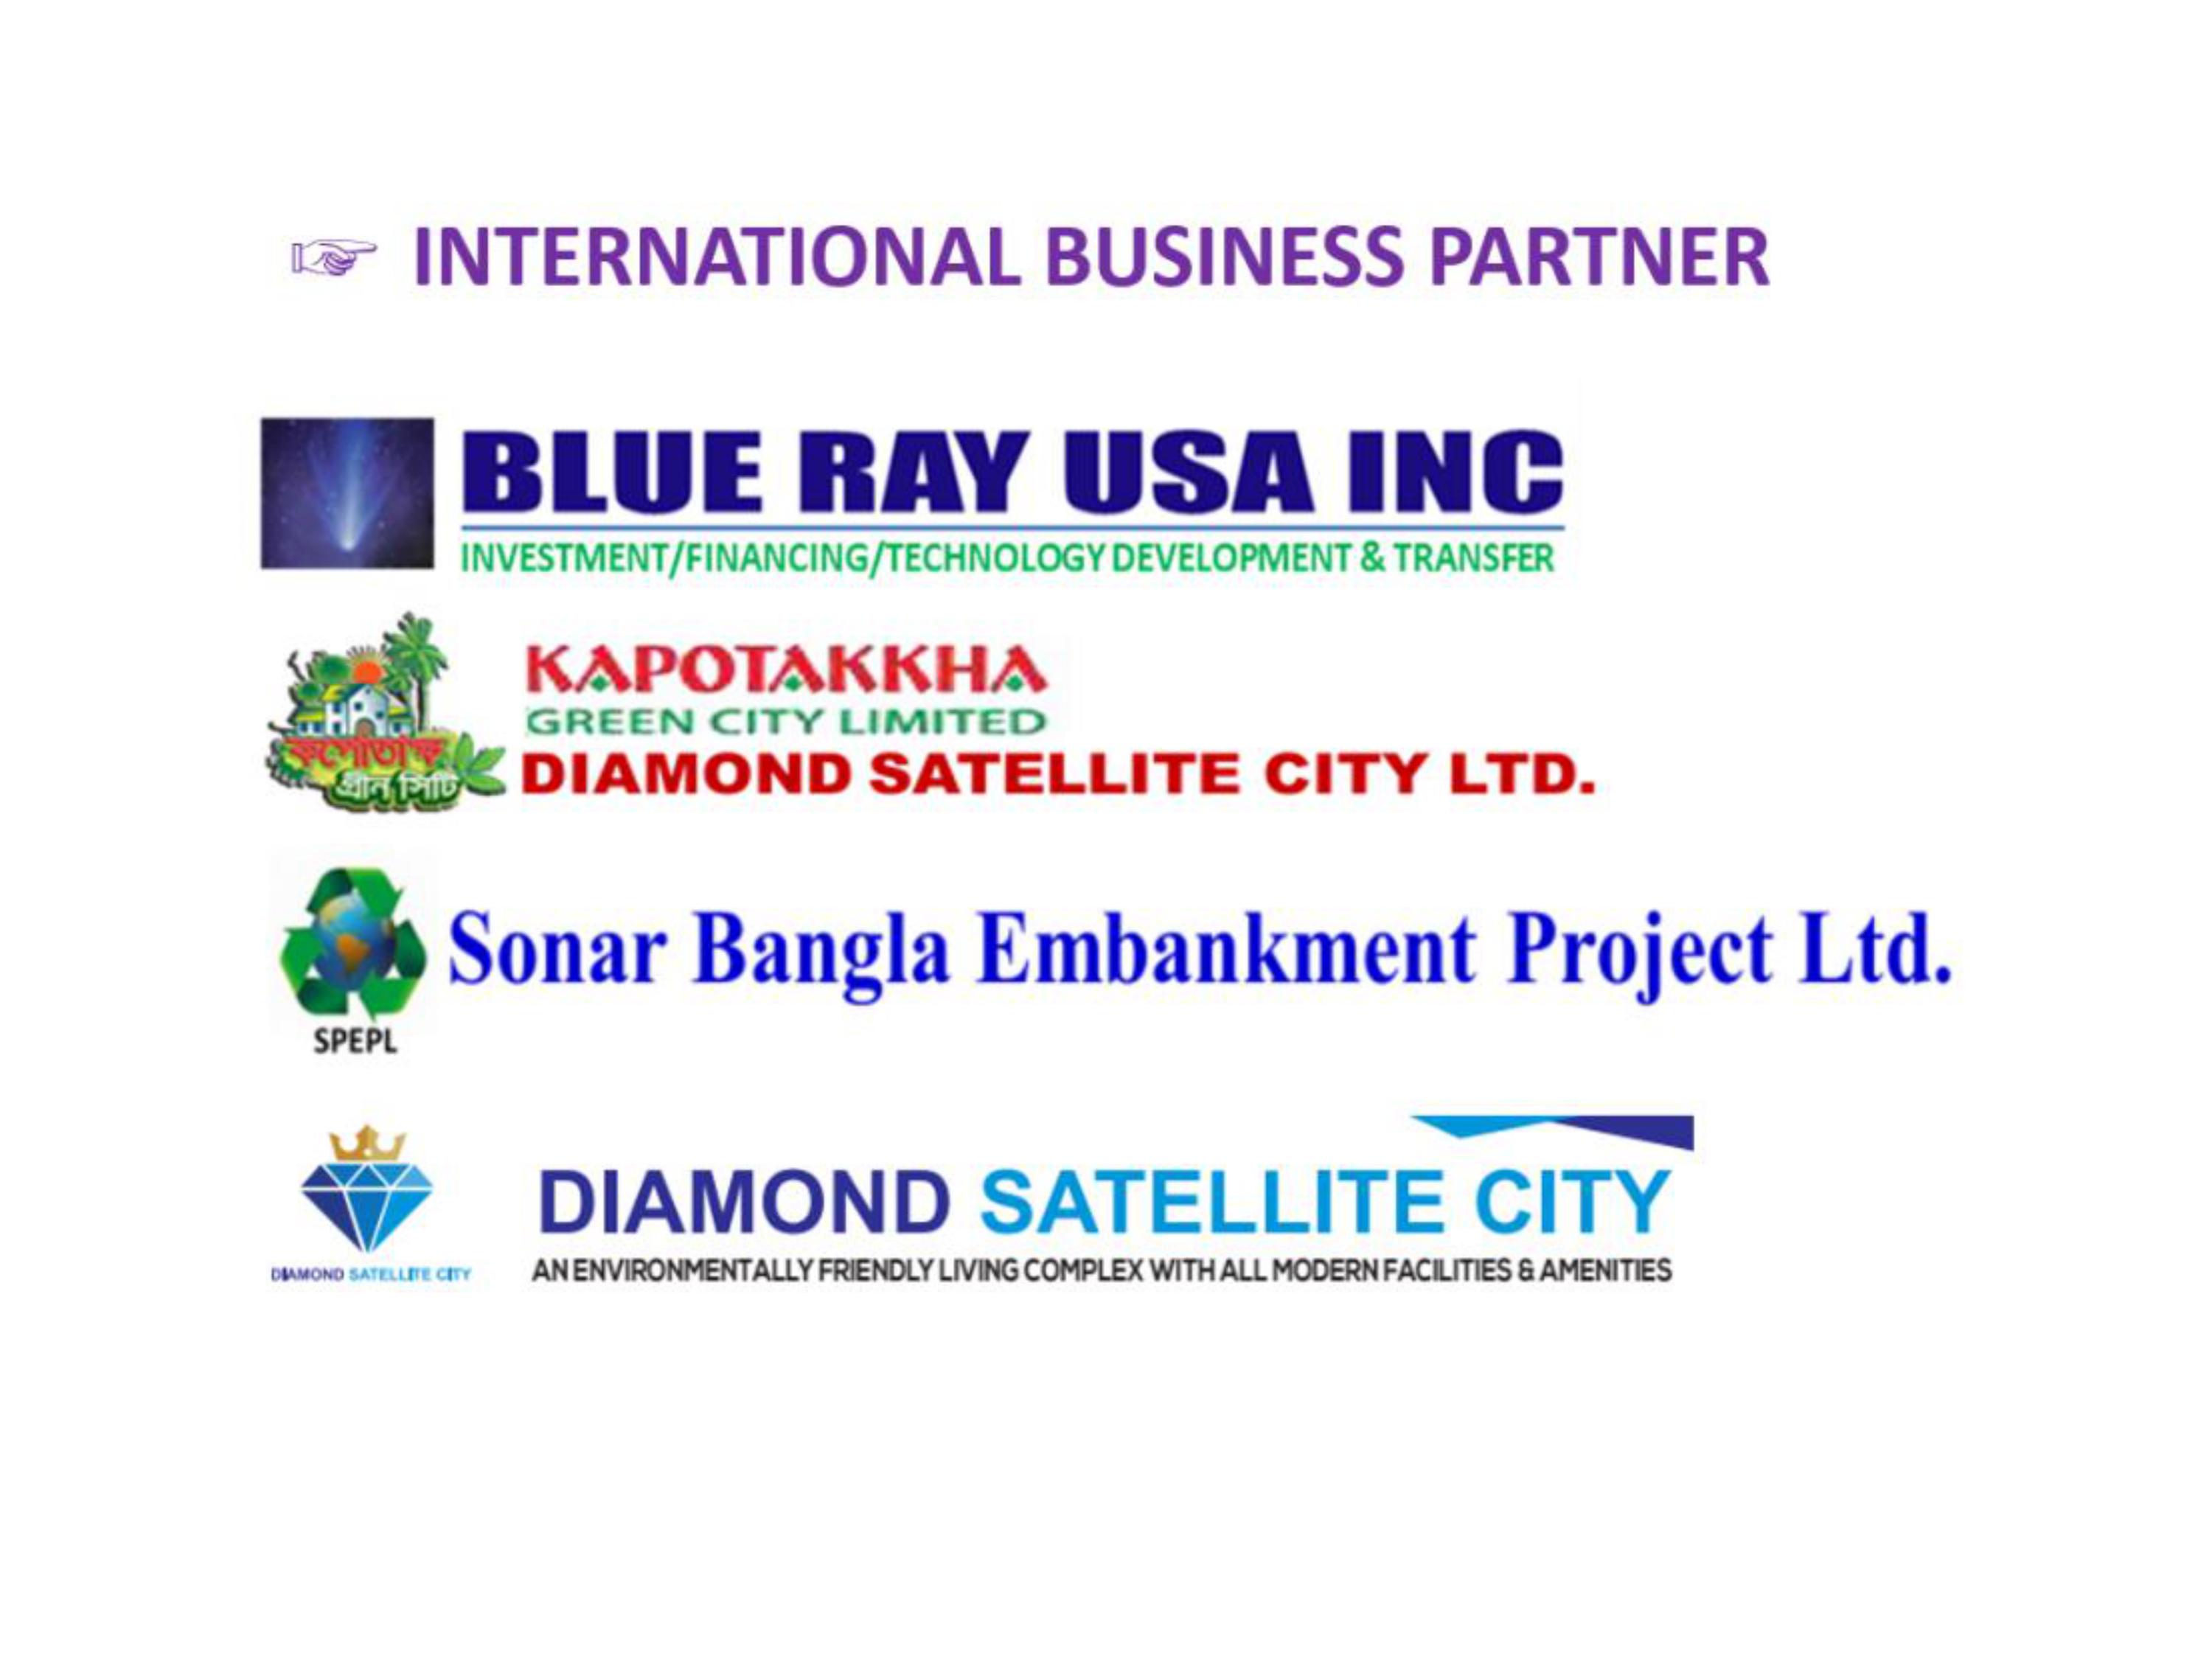 ☞ INTERNATIONAL BUSINESS PARTNER
BLUE RAY USA INC
INVESTMENT/FINANCING/TECHNOLOGY DEVELOPMENT & TRANSFER
কপোতাক্ষ
গ্রীন সিটি
KAPOTAKKHA
GREEN CITY LIMITED
DIAMOND SATELLITE CITY LTD.
SPEPL
Sonar Bangla Embankment Project Ltd.
DIAMOND SATELLITE CITY
DIAMOND SATELLITE CITY
AN ENVIRONMENTALLY FRIENDLY LIVING COMPLEX WITH ALL MODERN FACILITIES & AMENITIES